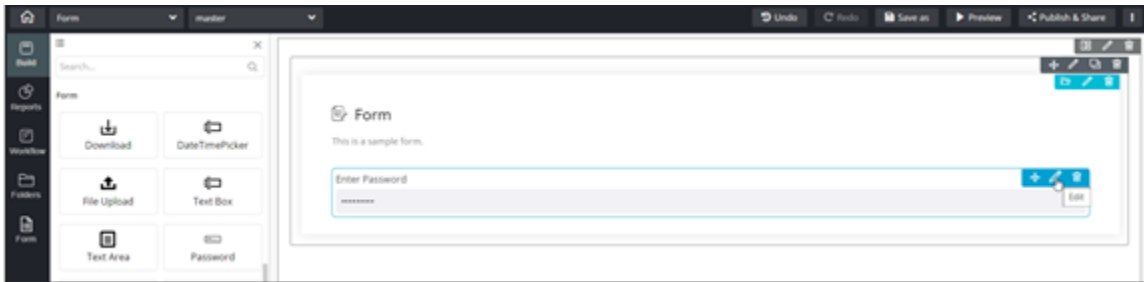 Form master Undo Redo Save as Preview Publish & Share
Build
Search...
Reports
Form
Form
Download DateTimePicker
This is a sample form.
Workflow
Enter Password
Folders
File Upload Text Box
--------
Edit
Form
Text Area Password